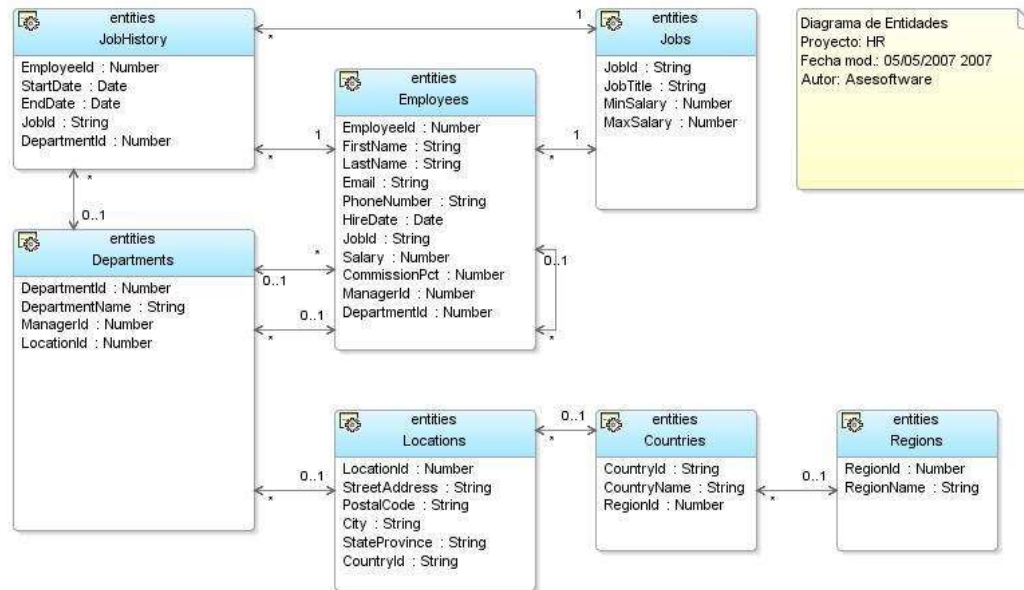 entities
JobHistory
EmployeeId : Number
StartDate : Date
EndDate : Date
JobId : String
DepartmentId : Number
1
*
entities
Jobs
JobId : String
JobTitle : String
MinSalary : Number
MaxSalary : Number
Diagrama de Entidades
Proyecto: HR
Fecha mod.: 05/05/2007 2007
Autor: Asesoftware
entities
Employees
EmployeeId : Number
FirstName : String
LastName : String
Email : String
PhoneNumber : String
HireDate : Date
JobId : String
Salary : Number
CommissionPct : Number
ManagerId : Number
DepartmentId : Number
1
*
1
*
0..1
*
*
0..1
entities
Departments
DepartmentId : Number
DepartmentName : String
ManagerId : Number
LocationId : Number
*
0..1
0..1
*
entities
Locations
LocationId : Number
StreetAddress : String
PostalCode : String
City : String
StateProvince : String
CountryId : String
0..1
*
0..1
*
entities
Countries
CountryId : String
CountryName : String
RegionId : Number
0..1
*
entities
Regions
RegionId : Number
RegionName : String